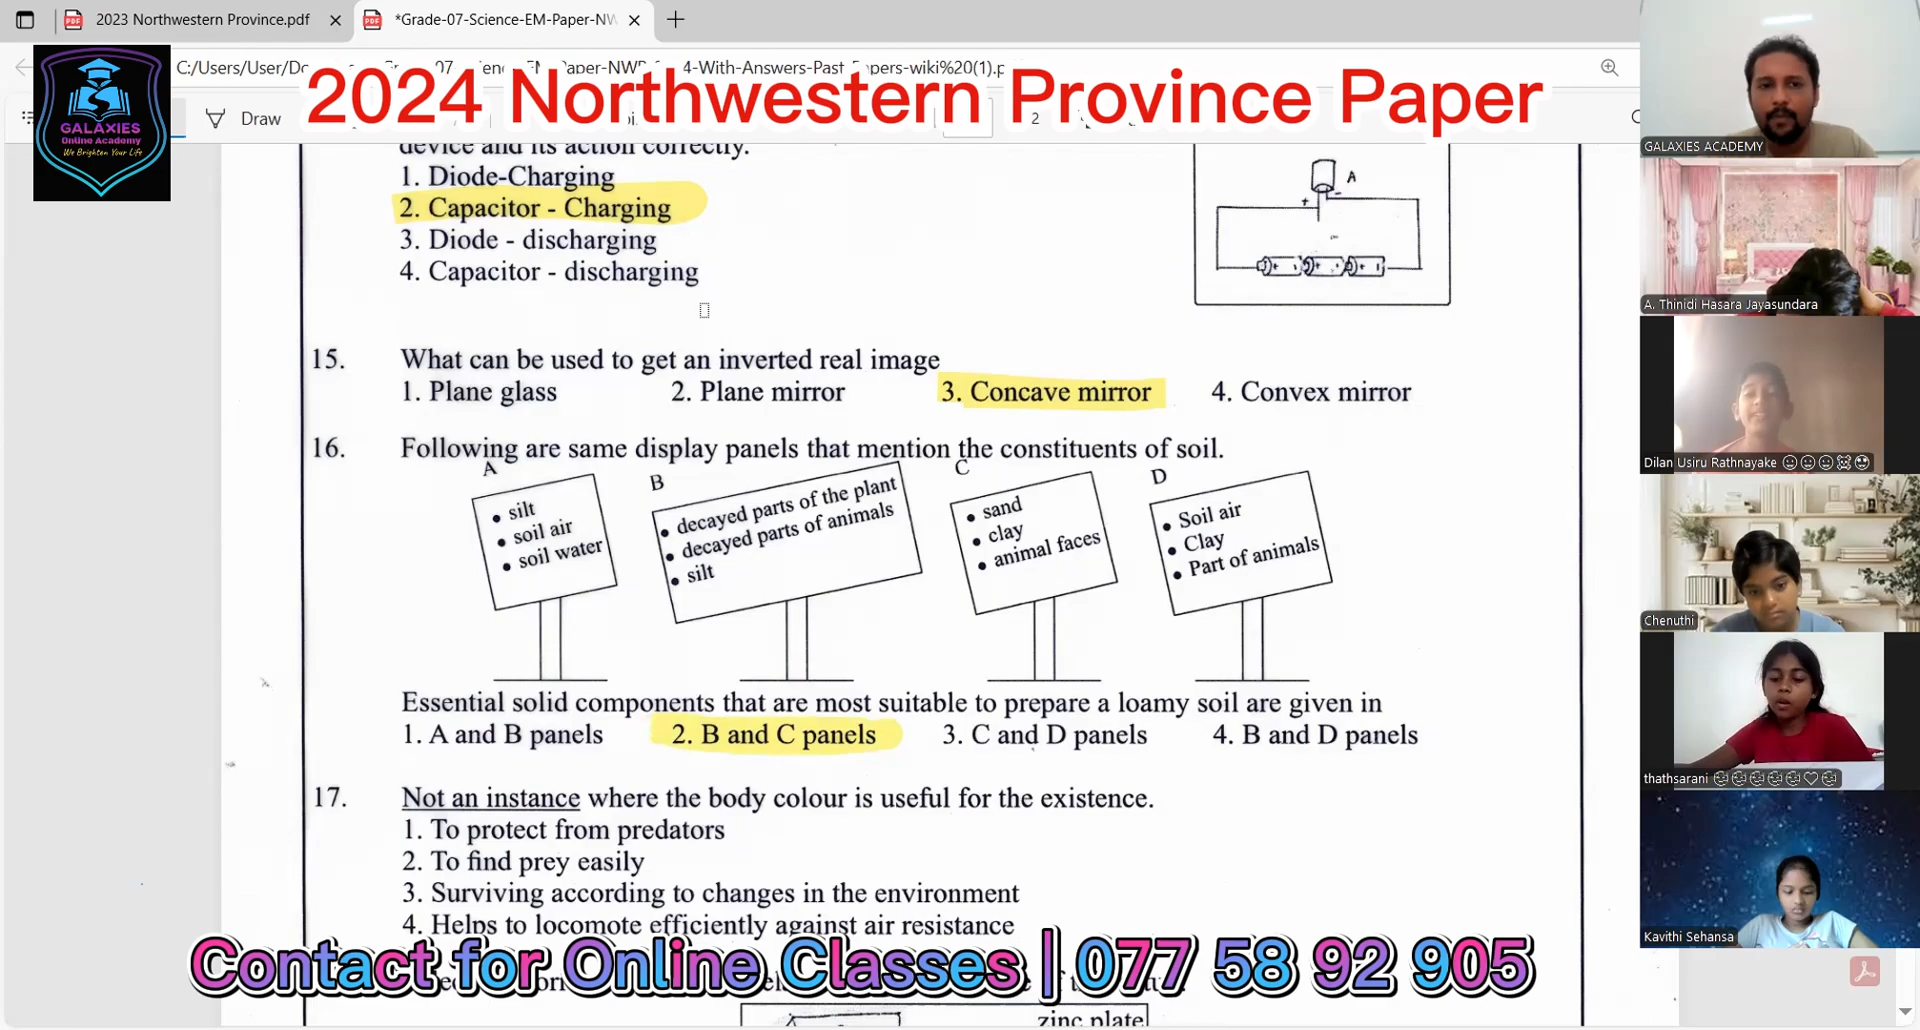 2023 Northwestern Province.pdf
*Grade-07-Science-EM-Paper-NW
2024 Northwestern Province Paper
Draw
2
GALAXIES
Online Academy
We Brighten Your Life
device and its action correctly.
1. Diode-Charging
2. Capacitor - Charging
3. Diode - discharging
4. Capacitor - discharging
A
+
-
15. What can be used to get an inverted real image
1. Plane glass 2. Plane mirror 3. Concave mirror 4. Convex mirror
16. Following are same display panels that mention the constituents of soil.
A
• silt
• soil air
• soil water
B
• decayed parts of the plant
• decayed parts of animals
• silt
C
• sand
• clay
• animal faces
D
• Soil air
• Clay
• Part of animals
Essential solid components that are most suitable to prepare a loamy soil are given in
1. A and B panels 2. B and C panels 3. C and D panels 4. B and D panels
17. Not an instance where the body colour is useful for the existence.
1. To protect from predators
2. To find prey easily
3. Surviving according to changes in the environment
4. Helps to locomote efficiently against air resistance
Contact for Online Classes | 077 58 92 905
zinc plate
GALAXIES ACADEMY
A. Thinidi Hasara Jayasundara
Dilan Usiru Rathnayake
Chenuthi
thathsarani
Kavithi Sehansa